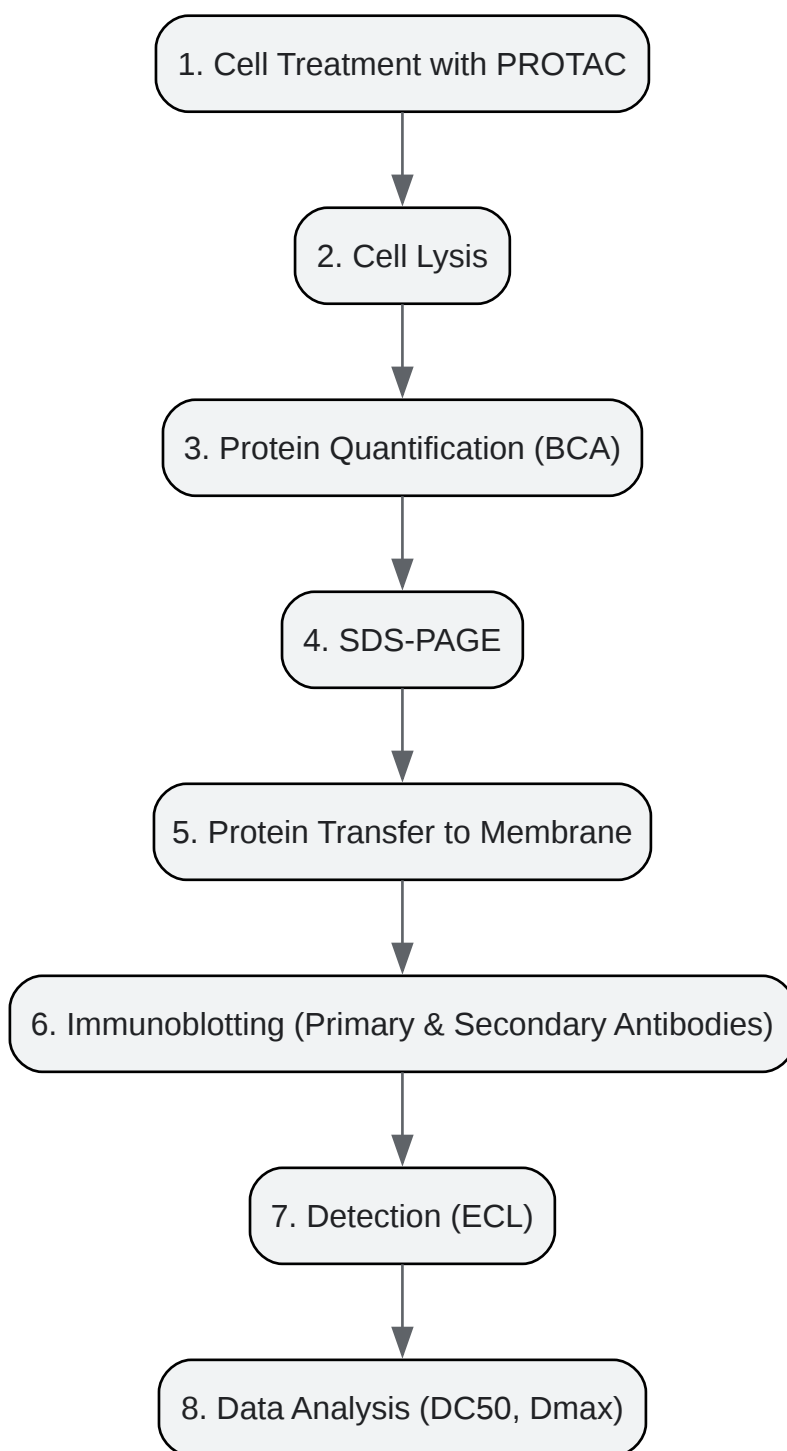 1. Cell Treatment with PROTAC
2. Cell Lysis
3. Protein Quantification (BCA)
4. SDS-PAGE
5. Protein Transfer to Membrane
6. Immunoblotting (Primary & Secondary Antibodies)
7. Detection (ECL)
8. Data Analysis (DC50, Dmax)